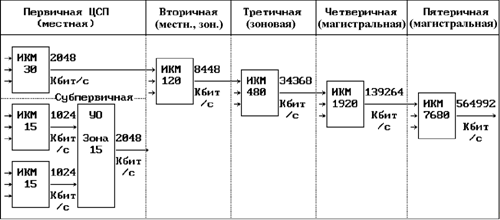 Первичная ЦСП
(местная)
Вторичная
(местн., зон.)
Третичная
(зоновая)
Четверичная
(магистральная)
Пятеричная
(магистральная)
ИКМ
30
2048
Кбит/с
ИКМ
120
8448
Кбит
/с
ИКМ
480
34368
Кбит
/с
ИКМ
1920
139264
Кбит
/с
ИКМ
7680
564992
Кбит
/с
Субпервичная
ИКМ
15
1024
Кбит
/с
УО
Зона
15
2048
Кбит
/с
ИКМ
15
1024
Кбит
/с